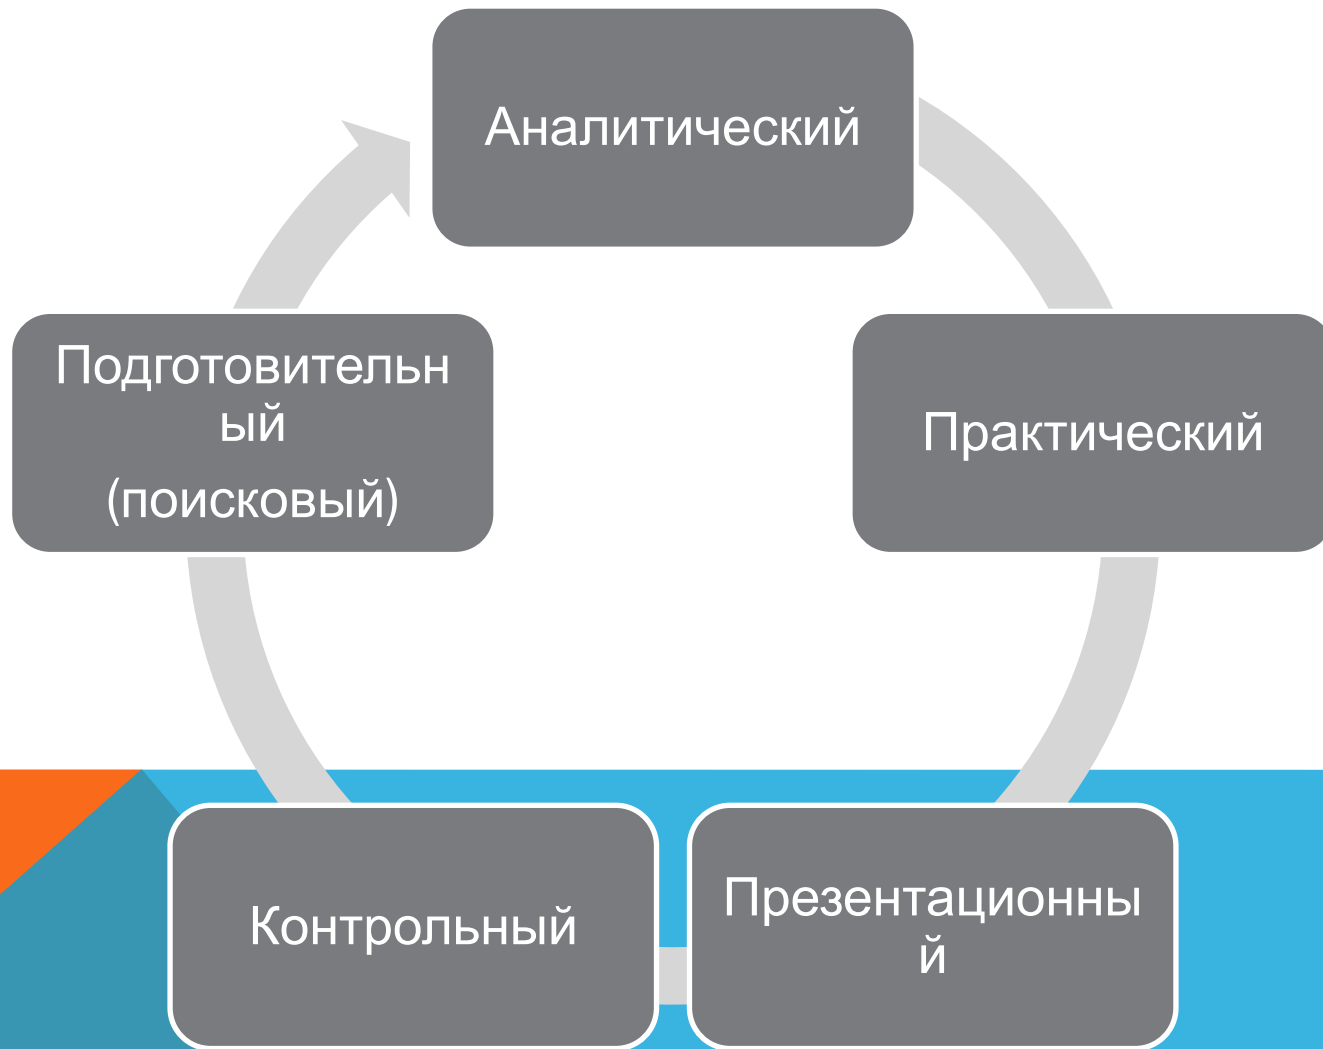 Аналитический
Подготовительн
ый
(поисковый)
Практический
Контрольный
Презентационны
й